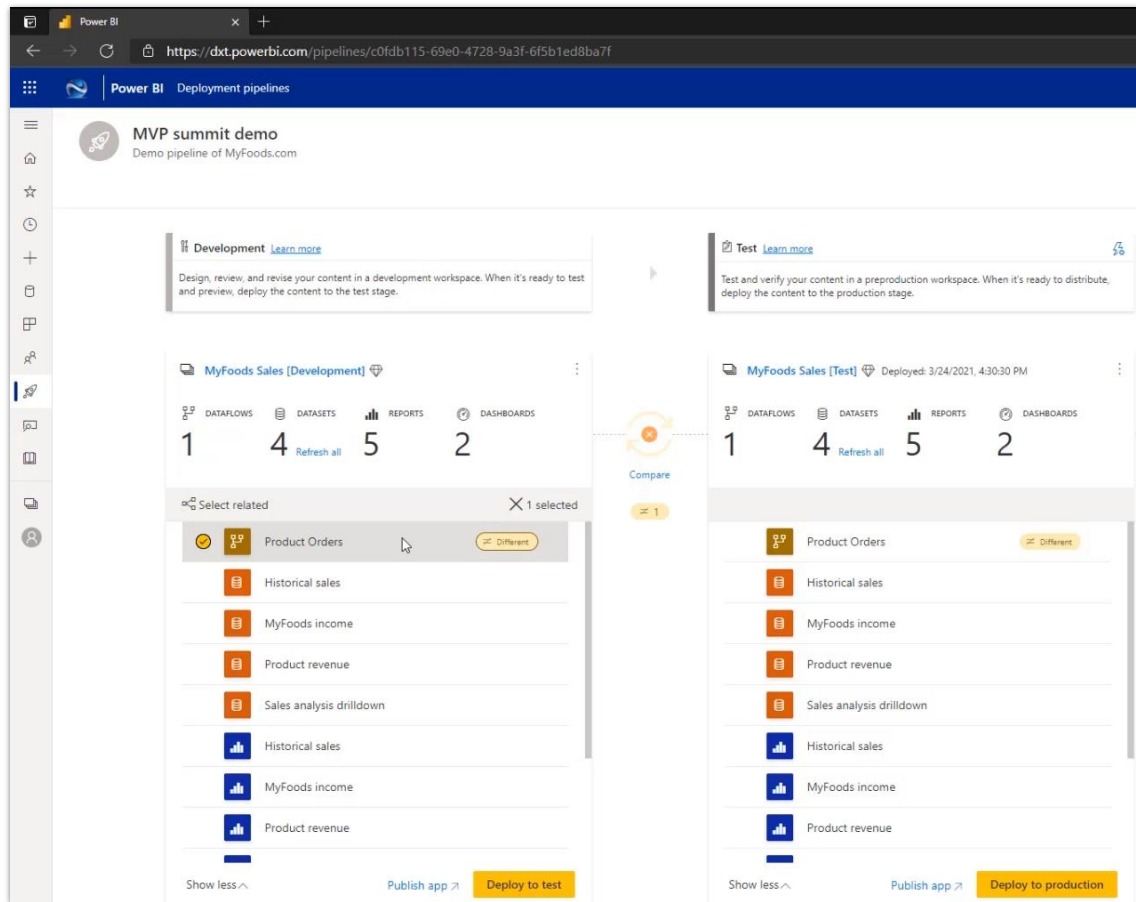 Power BI
https://dxt.powerbi.com/pipelines/c0fdb115-69e0-4728-9a3f-6f5b1ed8ba7f
Power BI Deployment pipelines
MVP summit demo
Demo pipeline of MyFoods.com
Development Learn more
Design, review, and revise your content in a development workspace. When it's ready to test
and preview, deploy the content to the test stage.
Test Learn more
Test and verify your content in a preproduction workspace. When it's ready to distribute,
deploy the content to the production stage.
MyFoods Sales [Development]
DATAFLOWS DATASETS REPORTS DASHBOARDS
1 4 Refresh all 5 2
Select related 1 selected
Product Orders ≠ Different
Historical sales
MyFoods income
Product revenue
Sales analysis drilldown
Historical sales
MyFoods income
Product revenue
Show less Publish app Deploy to test
Compare
≠ 1
MyFoods Sales [Test] Deployed: 3/24/2021, 4:30:30 PM
DATAFLOWS DATASETS REPORTS DASHBOARDS
1 4 Refresh all 5 2
Product Orders ≠ Different
Historical sales
MyFoods income
Product revenue
Sales analysis drilldown
Historical sales
MyFoods income
Product revenue
Show less Publish app Deploy to production